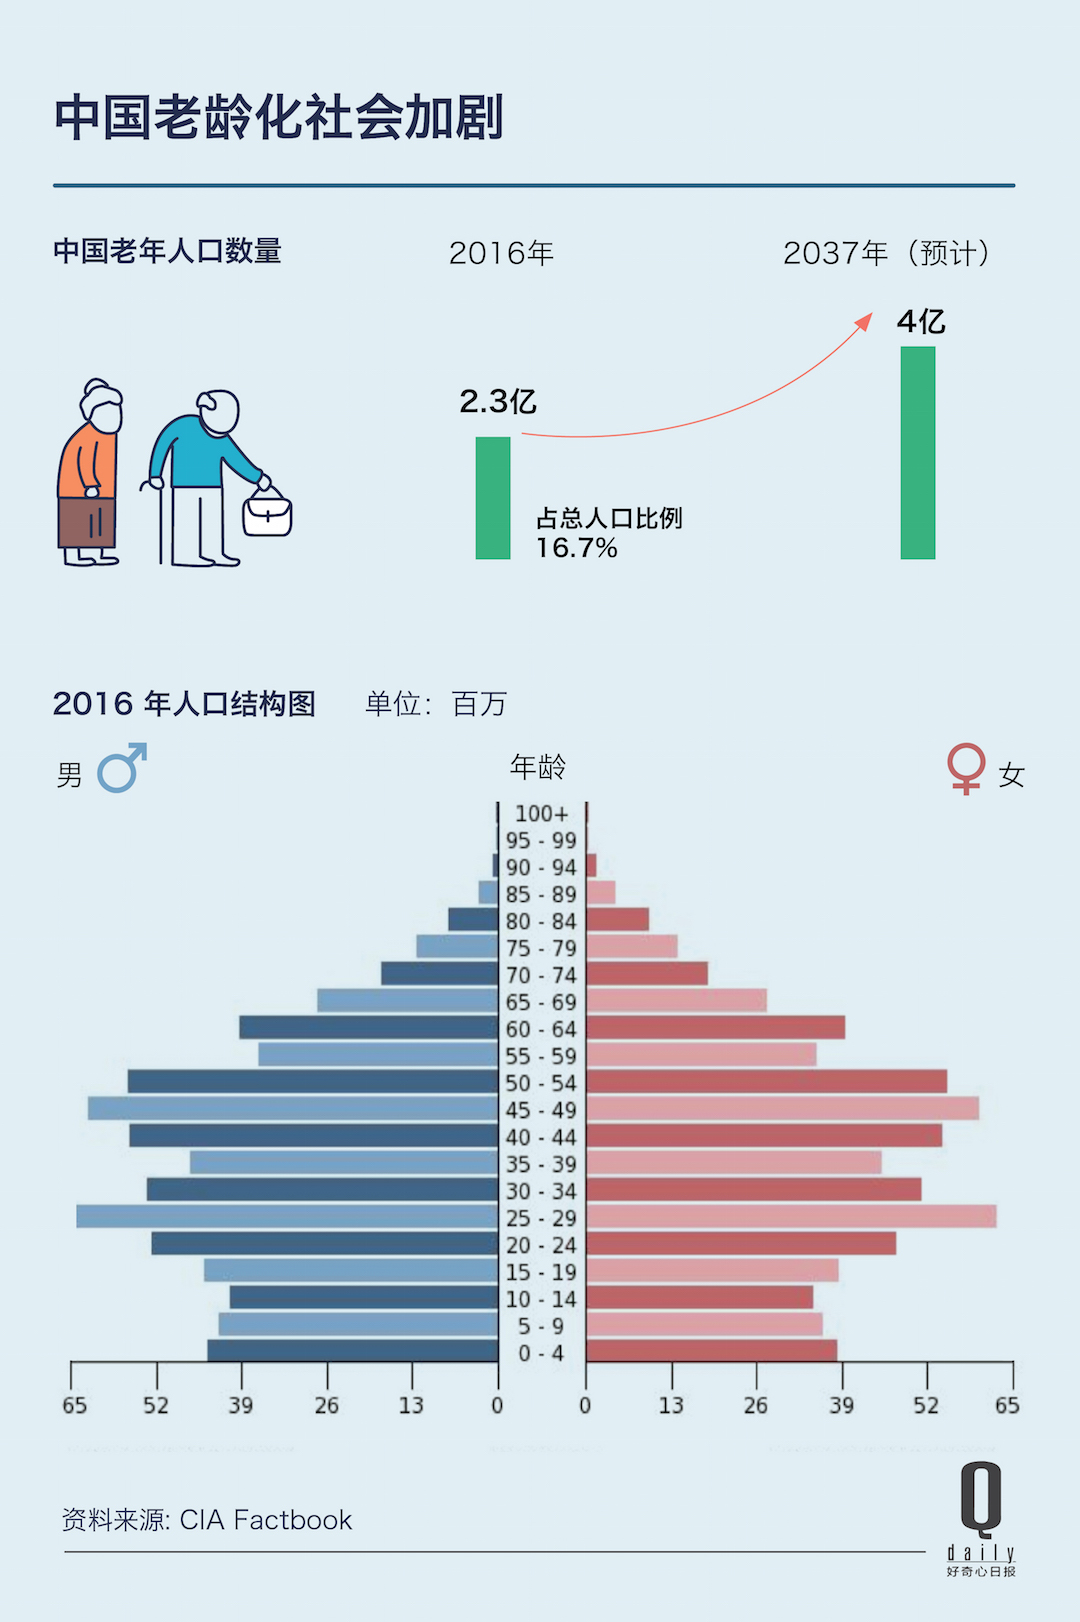 中国老龄化社会加剧
中国老年人口数量
2016年
2037年（预计）
4亿
2.3亿
占总人口比例
16.7%
2016 年人口结构图 单位：百万
男
年龄
女
100+
95 - 99
90 - 94
85 - 89
80 - 84
75 - 79
70 - 74
65 - 69
60 - 64
55 - 59
50 - 54
45 - 49
40 - 44
35 - 39
30 - 34
25 - 29
20 - 24
15 - 19
10 - 14
5 - 9
0 - 4
65 52 39 26 13 0 0 13 26 39 52 65
资料来源: CIA Factbook
Q
daily
好奇心日报